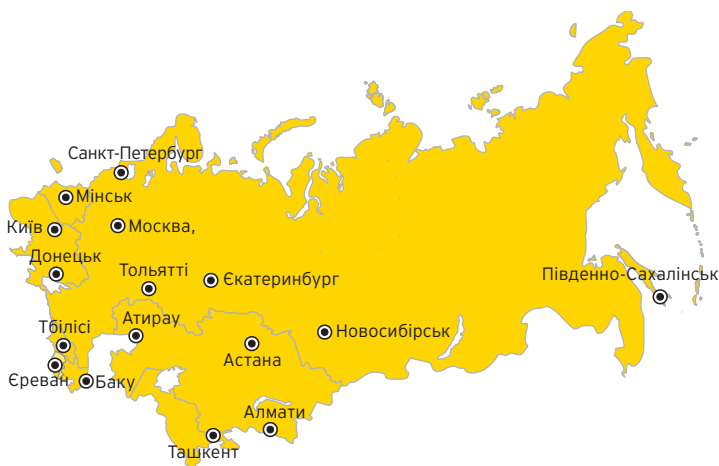 Санкт-Петербург
Мінськ
Київ
Москва,
Донецьк
Тольятті
Єкатеринбург
Південно-Сахалінськ
Тбілісі
Атирау
Новосибірськ
Астана
Єреван
Баку
Алмати
Ташкент